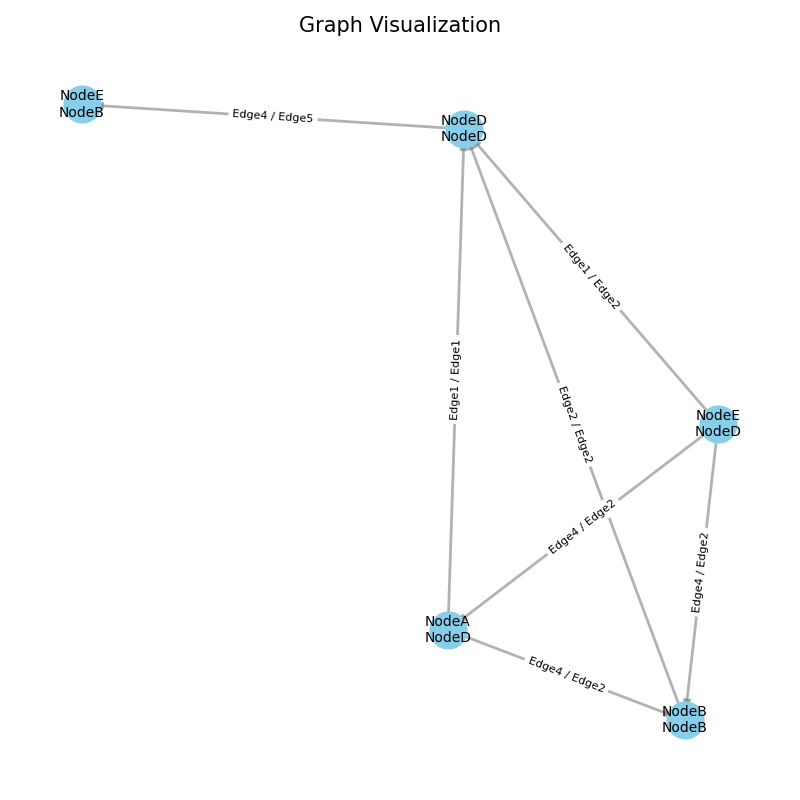 Graph Visualization
NodeE
NodeB
Edge4 / Edge5
NodeD
NodeD
Edge1 / Edge2
Edge1 / Edge1
Edge2 / Edge2
NodeE
NodeD
Edge4 / Edge2
Edge4 / Edge2
NodeA
NodeD
Edge4 / Edge2
NodeB
NodeB